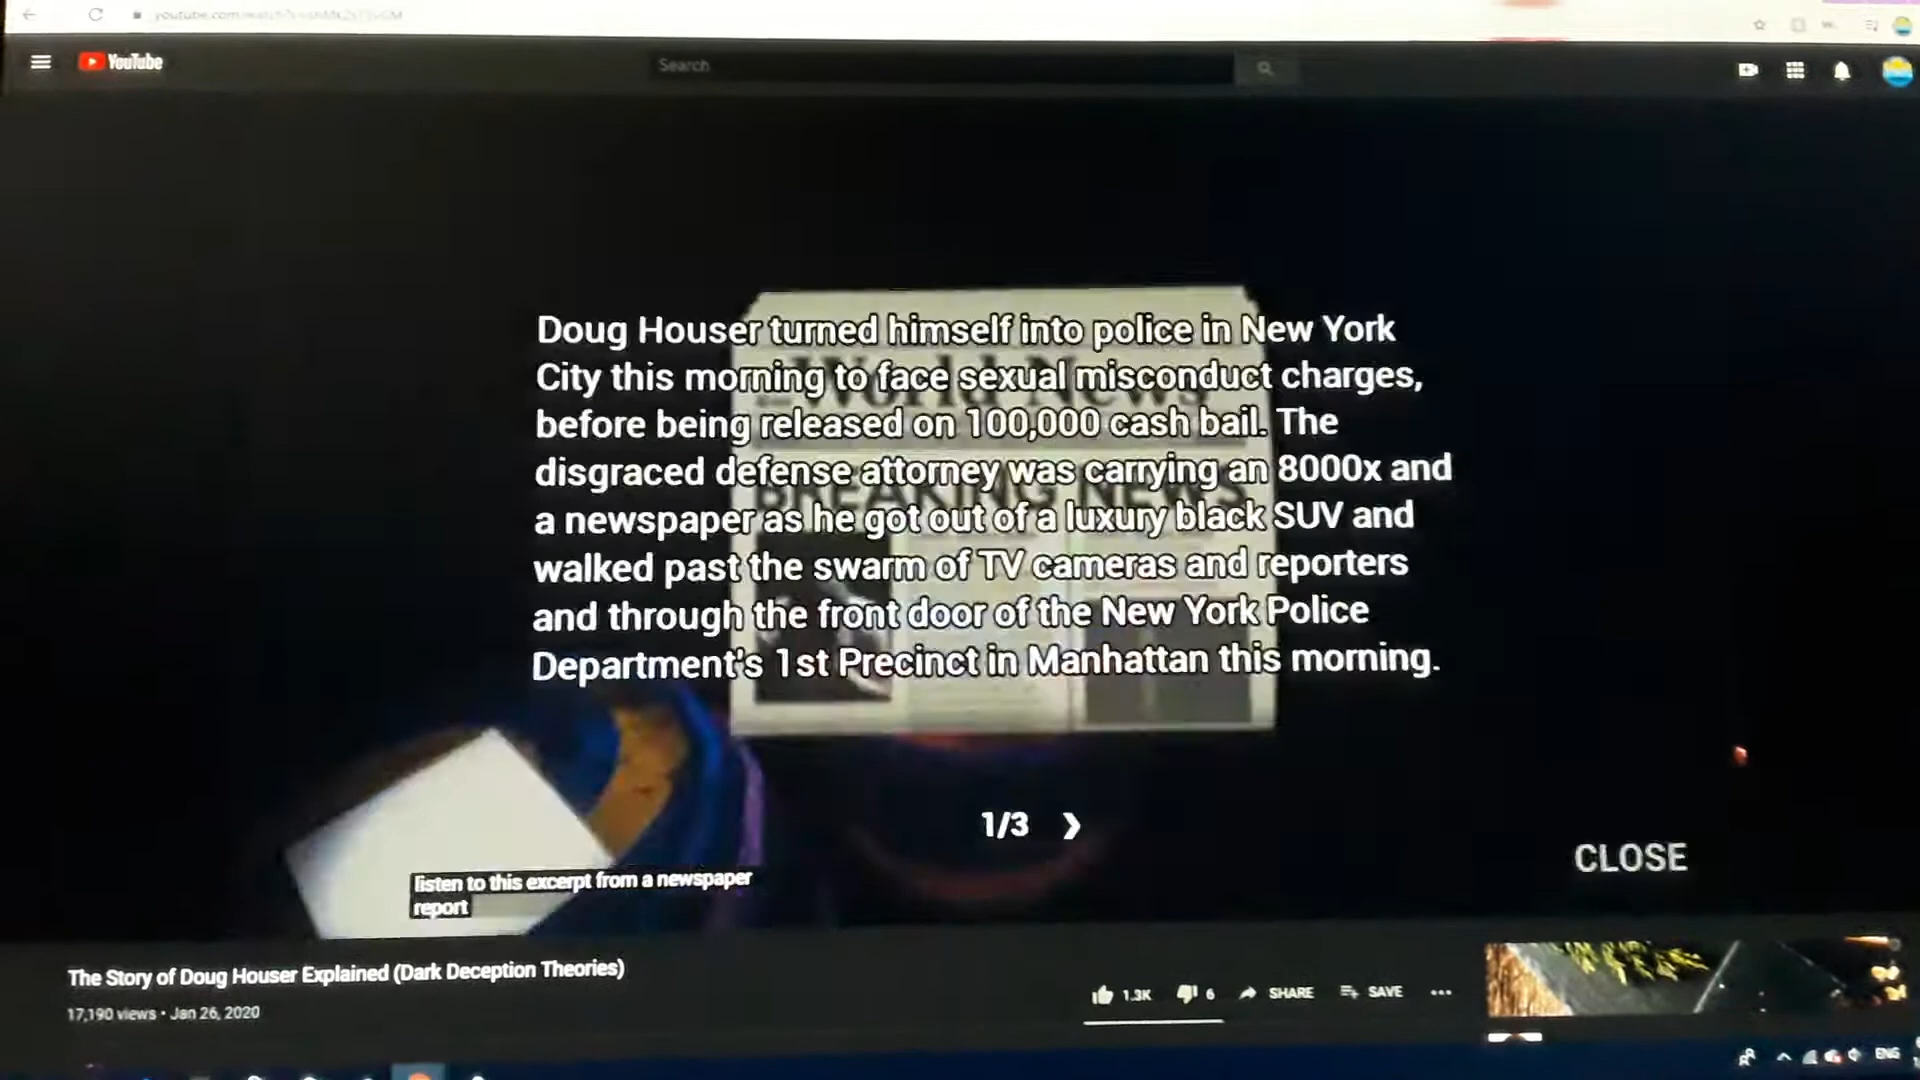 YouTube
Search
Doug Houser turned himself into police in New York
City this morning to face sexual misconduct charges,
before being released on 100,000 cash bail. The
disgraced defense attorney was carrying an 8000x and
a newspaper as he got out of a luxury black SUV and
walked past the swarm of TV cameras and reporters
and through the front door of the New York Police
Department's 1st Precinct in Manhattan this morning.
World News
BREAKING NEWS
1/3
CLOSE
listen to this excerpt from a newspaper
report
The Story of Doug Houser Explained (Dark Deception Theories)
17,190 views • Jan 26, 2020
1.3K 6 SHARE SAVE
ENG